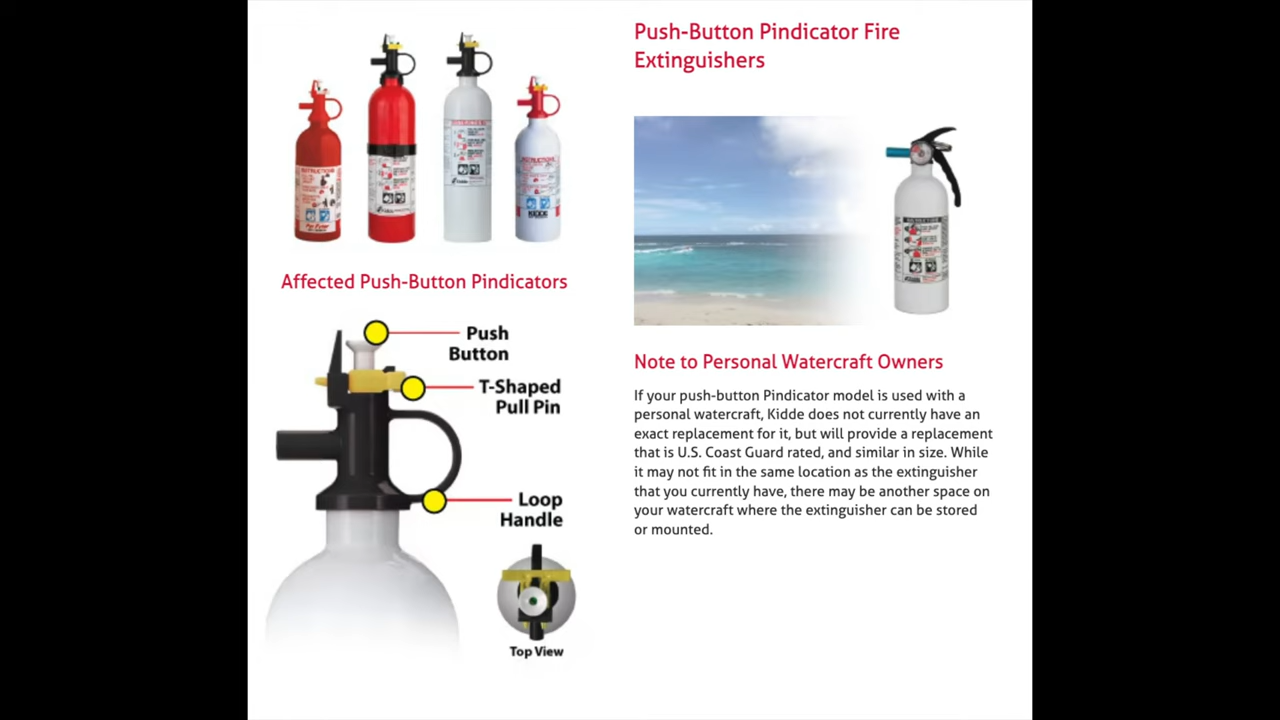 Push-Button Pindicator Fire
Extinguishers
INSTRUCTIONS
KIDDE
Affected Push-Button Pindicators
Push
Button
T-Shaped
Pull Pin
Loop
Handle
Top View
Note to Personal Watercraft Owners
If your push-button Pindicator model is used with a
personal watercraft, Kidde does not currently have an
exact replacement for it, but will provide a replacement
that is U.S. Coast Guard rated, and similar in size. While
it may not fit in the same location as the extinguisher
that you currently have, there may be another space on
your watercraft where the extinguisher can be stored
or mounted.